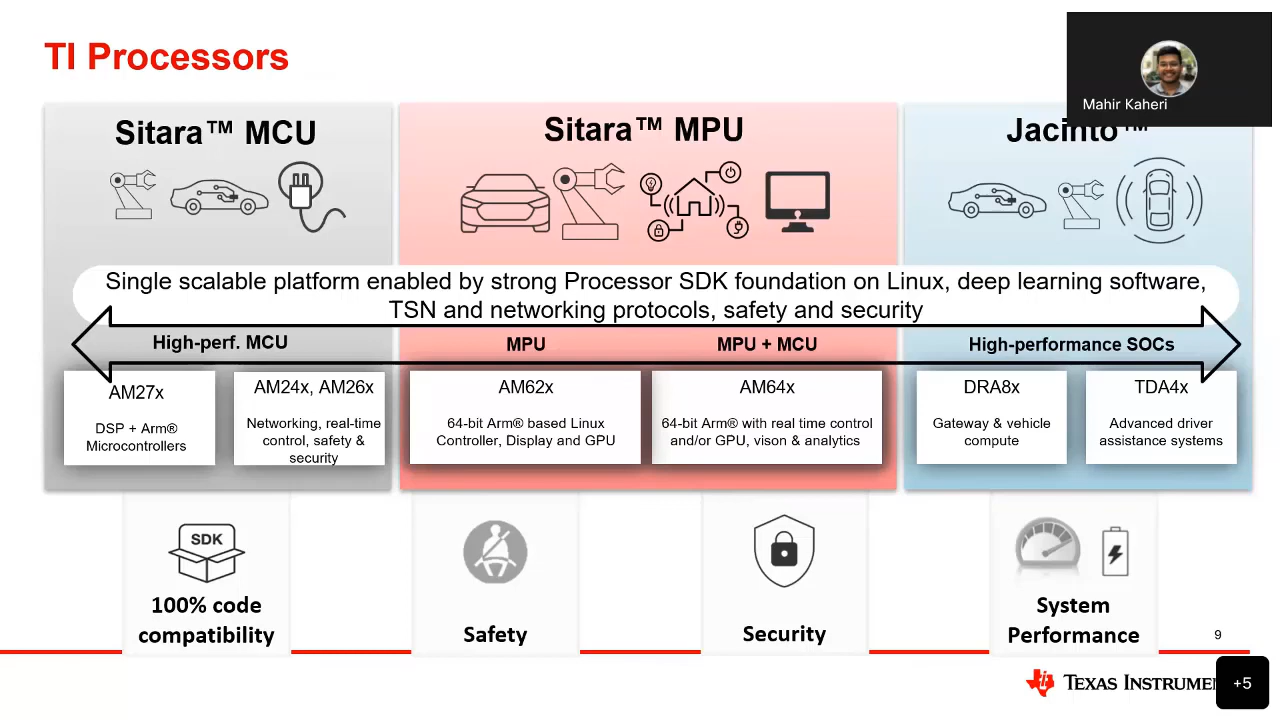 TI Processors
Mahir Kaheri
Sitara™ MCU
Sitara™ MPU
Jacinto™
Single scalable platform enabled by strong Processor SDK foundation on Linux, deep learning software,
TSN and networking protocols, safety and security
High-perf. MCU
MPU
MPU + MCU
High-performance SOCs
AM27x
DSP + Arm®
Microcontrollers
AM24x, AM26x
Networking, real-time
control, safety &
security
AM62x
64-bit Arm® based Linux
Controller, Display and GPU
AM64x
64-bit Arm® with real time control
and/or GPU, vison & analytics
DRA8x
Gateway & vehicle
compute
TDA4x
Advanced driver
assistance systems
SDK
100% code
compatibility
Safety
Security
System
Performance
9
TEXAS
+5